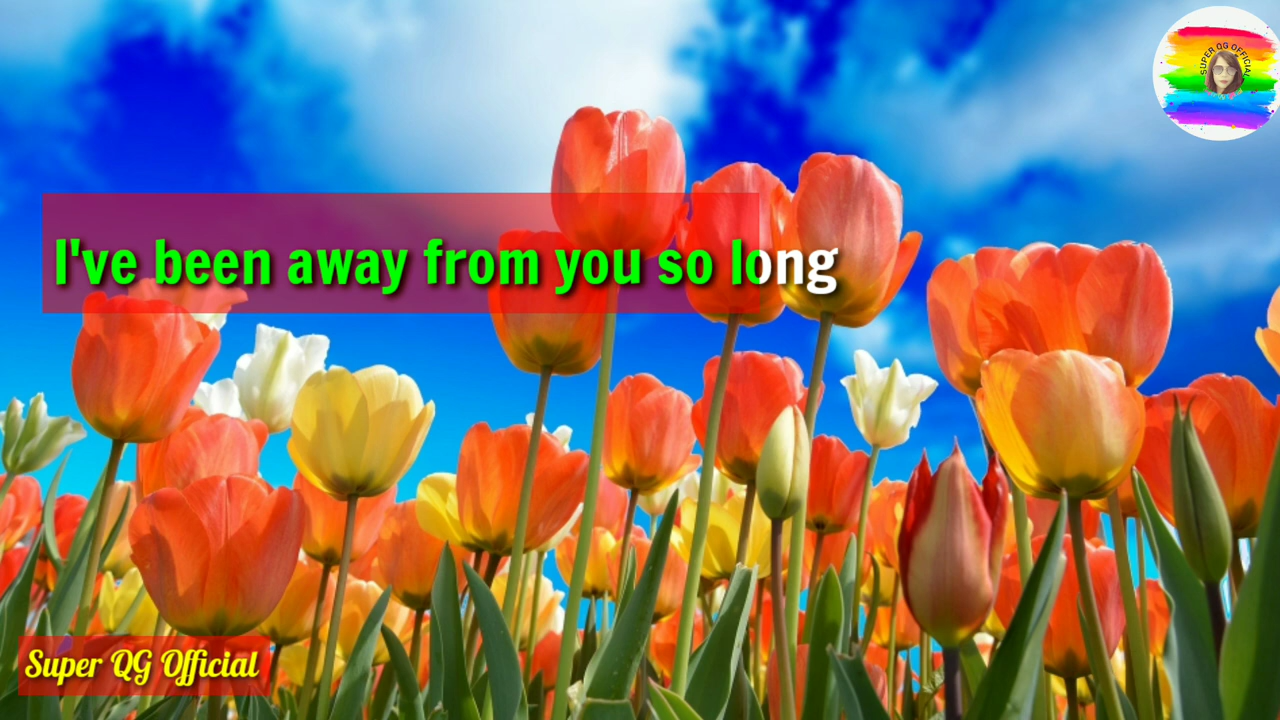 SUPER QG OFFICIAL
I've been away from you so long
Super QG Official